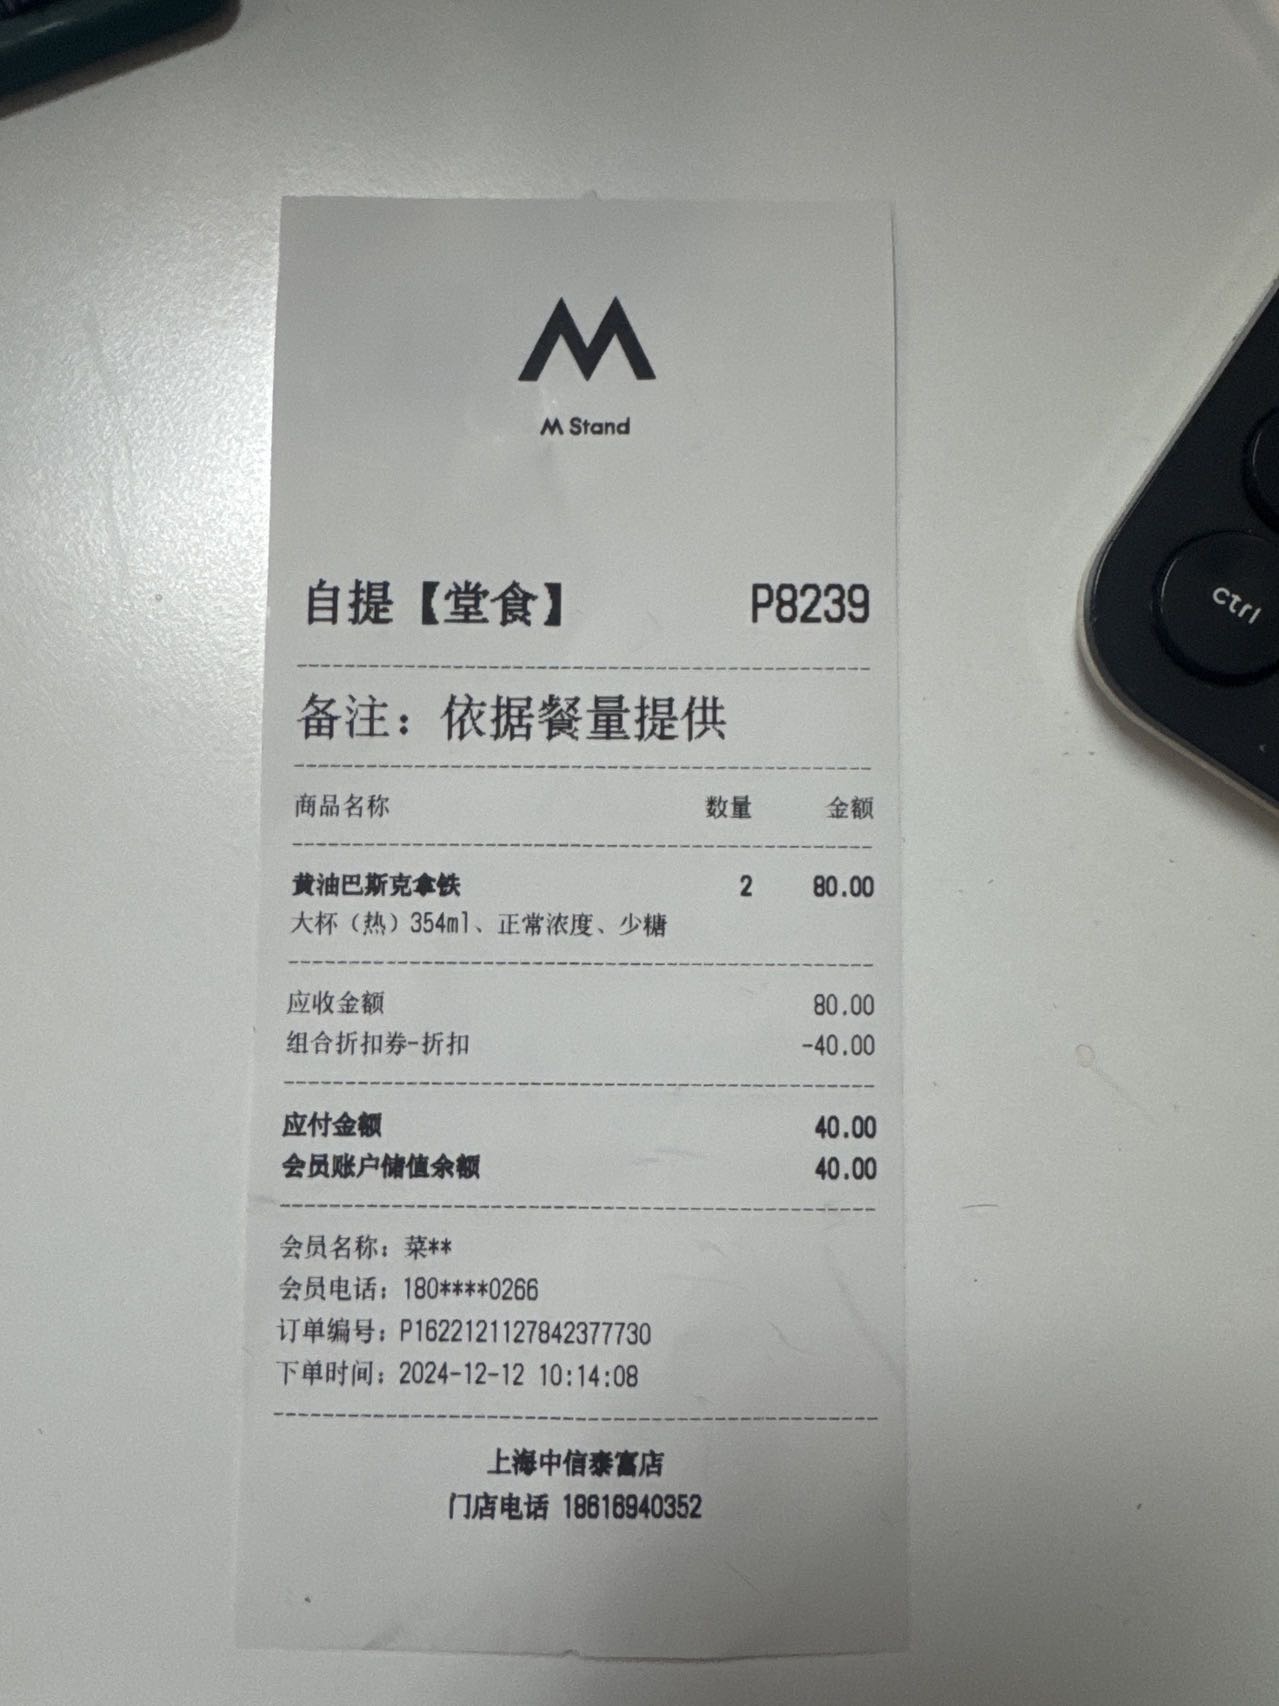 M Stand
自提【堂食】 P8239
备注：依据餐量提供
商品名称 数量 金额
黄油巴斯克拿铁 2 80.00
大杯（热）354ml、正常浓度、少糖
应收金额 80.00
组合折扣券-折扣 -40.00
应付金额 40.00
会员账户储值余额 40.00
会员名称：菜**
会员电话：180****0266
订单编号：P1622121127842377730
下单时间：2024-12-12 10:14:08
上海中信泰富店
门店电话 18616940352
ctrl